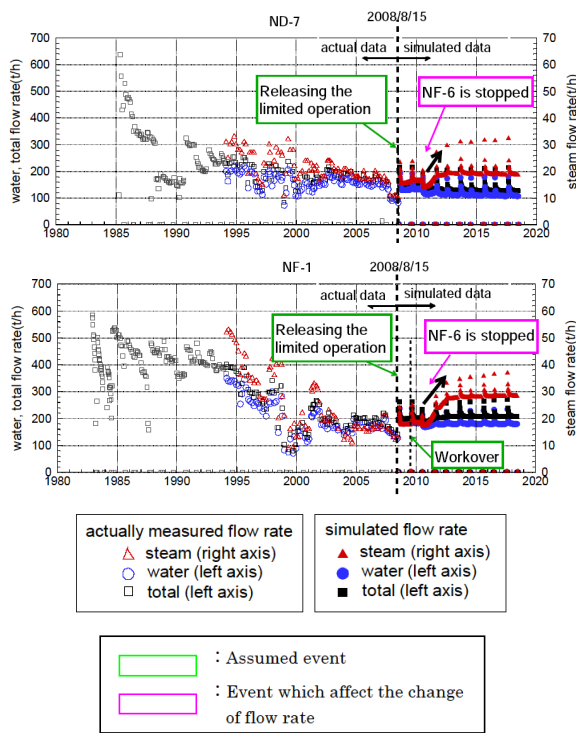 ND-7
2008/8/15
actual data
simulated data
Releasing the
limited operation
NF-6 is stopped
water, total flow rate(t/h)
steam flow rate(t/h)
700
600
500
400
300
200
100
0
70
60
50
40
30
20
10
0
1980 1985 1990 1995 2000 2005 2010 2015 2020
NF-1
2008/8/15
actual data
simulated data
Releasing the
limited operation
NF-6 is stopped
Workover
water, total flow rate(t/h)
steam flow rate(t/h)
700
600
500
400
300
200
100
0
70
60
50
40
30
20
10
0
1980 1985 1990 1995 2000 2005 2010 2015 2020
actually measured flow rate
steam (right axis)
water (left axis)
total (left axis)
simulated flow rate
steam (right axis)
water (left axis)
total (left axis)
: Assumed event
: Event which affect the change
of flow rate